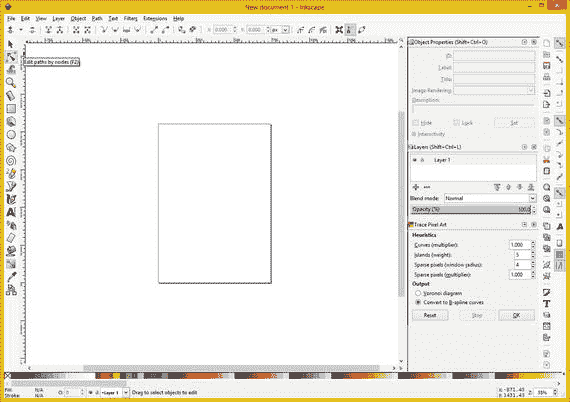 New document 1 - Inkscape
File Edit View Layer Object Path Text Filters Extensions Help
X: 0.000 Y: 0.000 px
Edit paths by nodes (F2)
Object Properties (Shift+Ctrl+O)
ID:
Label:
Title:
Image Rendering:
Description:
Hide Lock Set
Interactivity
Layers (Shift+Ctrl+L)
Layer 1
Blend mode: Normal
Opacity (%) 100.0
Trace Pixel Art
Heuristics
Curves (multiplier): 1.000
Islands (weight): 5
Sparse pixels (window radius): 4
Sparse pixels (multiplier): 1.000
Output
Voronoi diagram
Convert to B-spline curves
Reset Stop OK
Fill: N/A
Stroke: N/A
O: 0
Layer 1
Drag to select objects to edit
X: -871.40
Y: 1431.43
Z: 35%